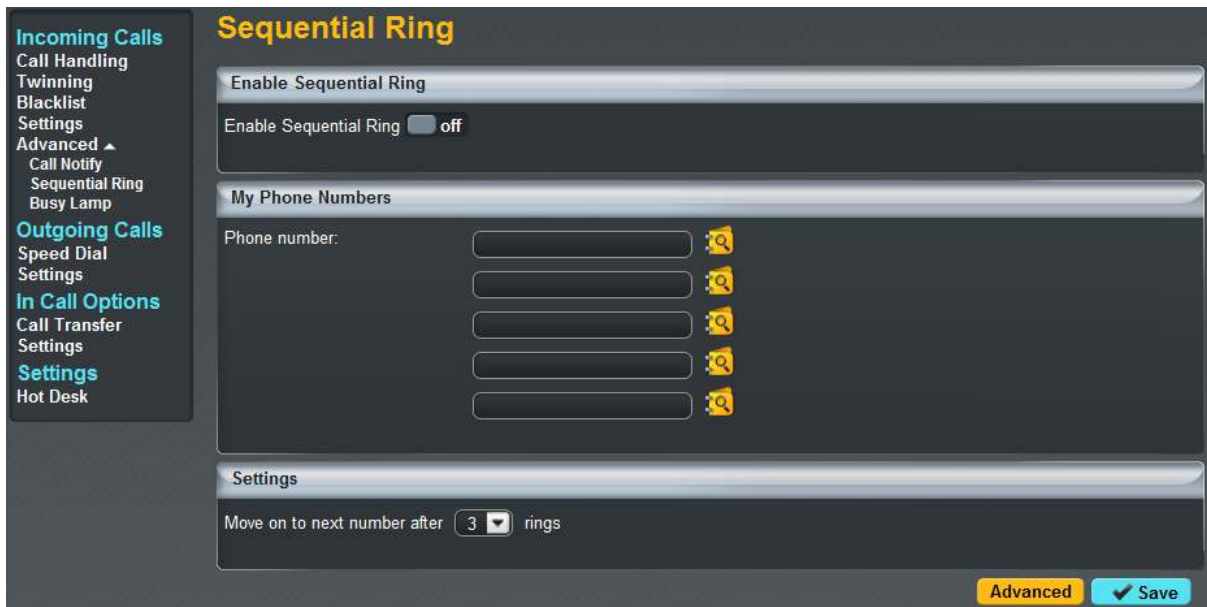 Incoming Calls
Call Handling
Twinning
Blacklist
Settings
Advanced
Call Notify
Sequential Ring
Busy Lamp
Outgoing Calls
Speed Dial
Settings
In Call Options
Call Transfer
Settings
Settings
Hot Desk
Sequential Ring
Enable Sequential Ring
Enable Sequential Ring off
My Phone Numbers
Phone number:
Settings
Move on to next number after 3 rings
Advanced Save